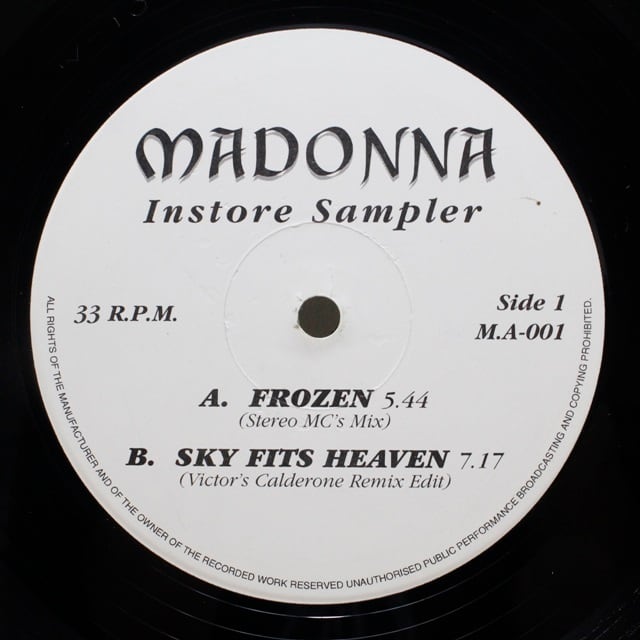 MADONNA
Instore Sampler
33 R.P.M.
Side 1
M.A-001
A. FROZEN 5.44
(Stereo MC's Mix)
B. SKY FITS HEAVEN 7.17
(Victor's Calderone Remix Edit)
ALL RIGHTS OF THE MANUFACTURER AND OF THE OWNER OF THE RECORDED WORK RESERVED UNAUTHORISED PUBLIC PERFORMANCE BROADCASTING AND COPYING PROHIBITED.